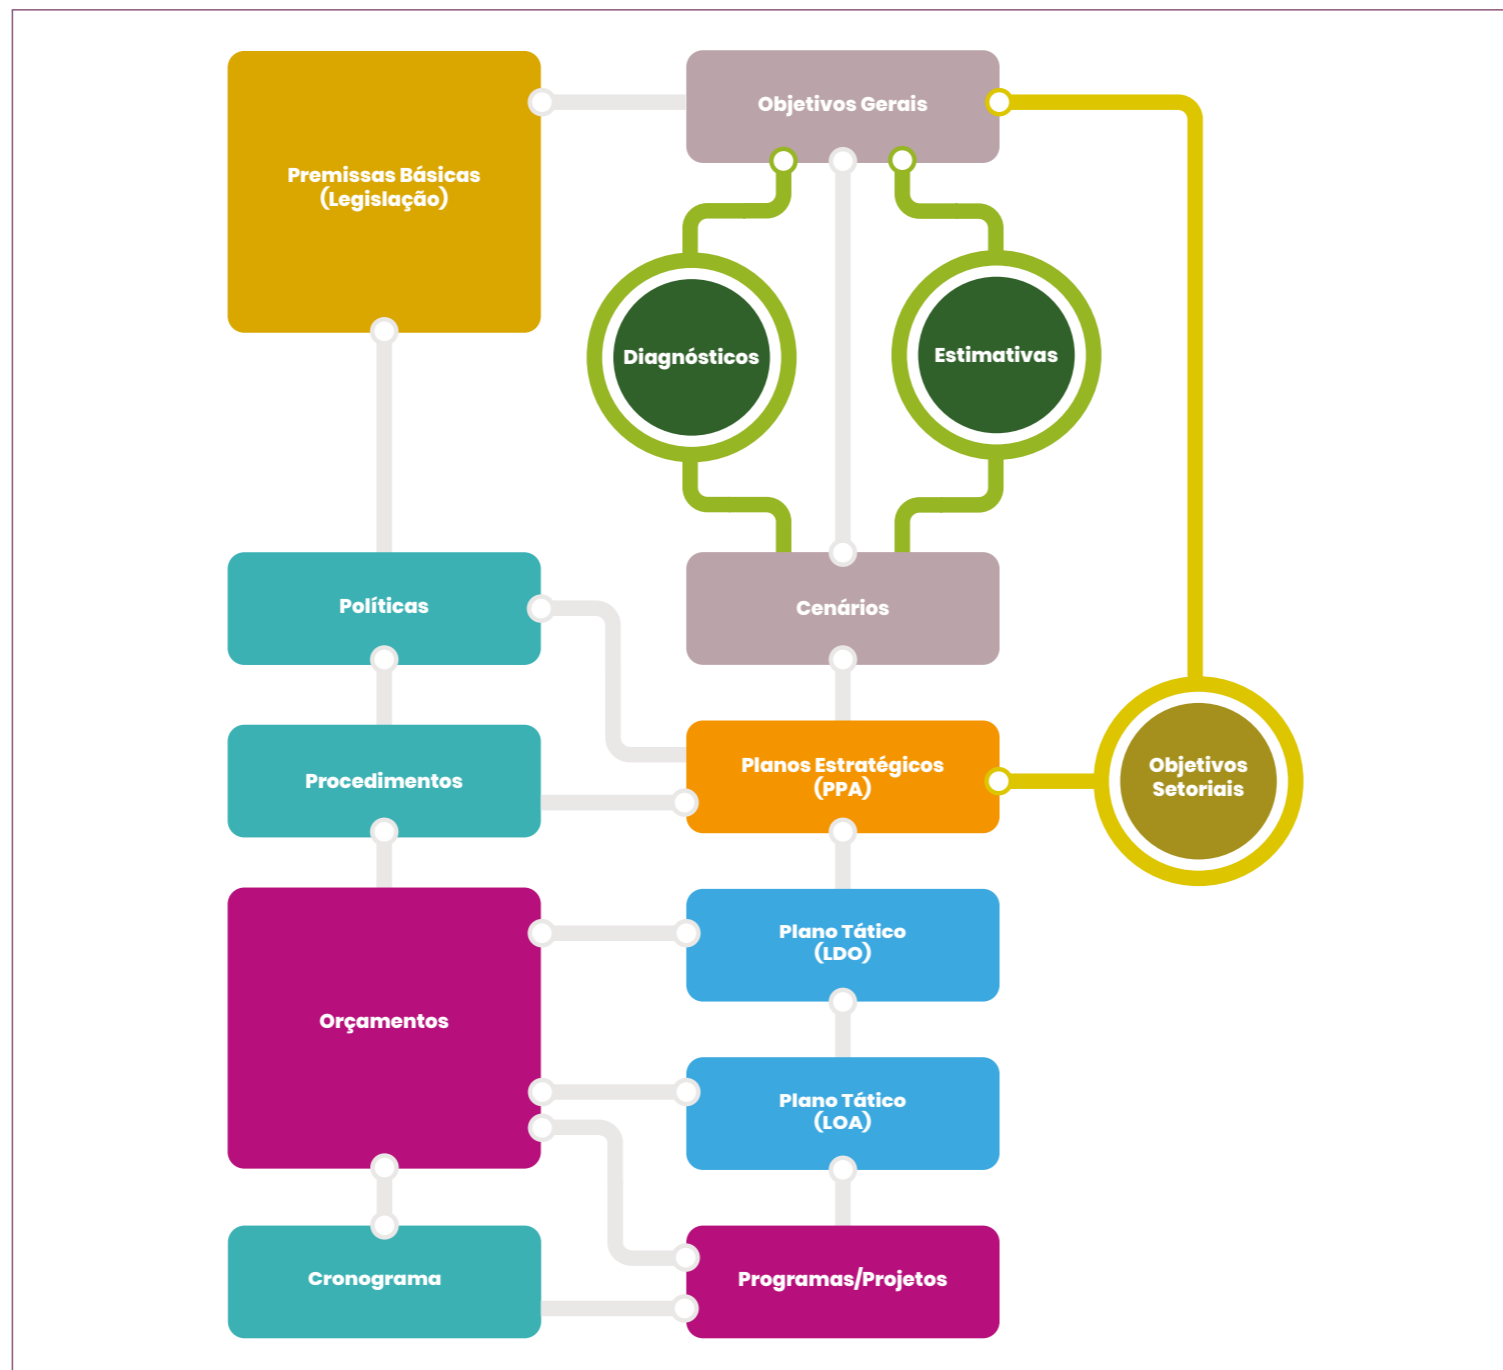 Premissas Básicas
(Legislação)
Objetivos Gerais
Diagnósticos
Estimativas
Políticas
Cenários
Procedimentos
Planos Estratégicos
(PPA)
Objetivos
Setoriais
Orçamentos
Plano Tático
(LDO)
Plano Tático
(LOA)
Cronograma
Programas/Projetos